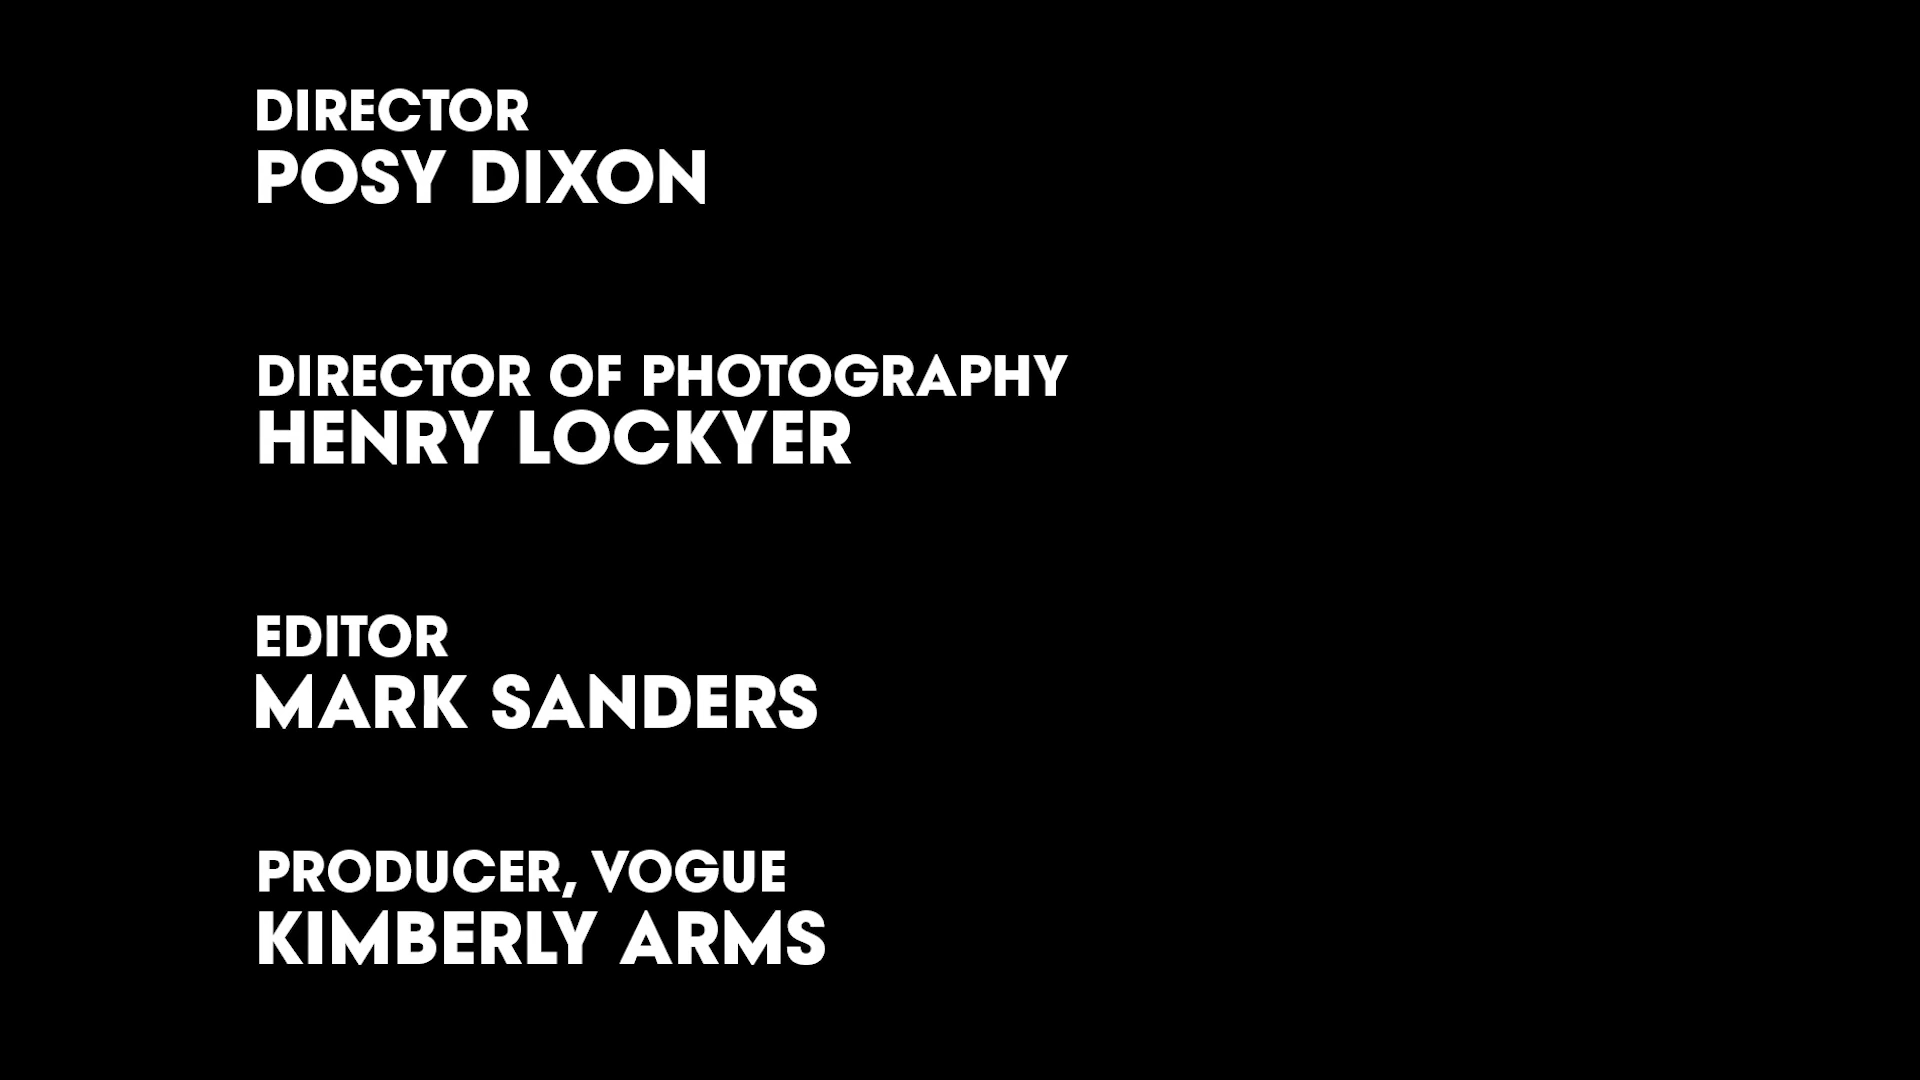 DIRECTOR
POSY DIXON
DIRECTOR OF PHOTOGRAPHY
HENRY LOCKYER
EDITOR
MARK SANDERS
PRODUCER, VOGUE
KIMBERLY ARMS